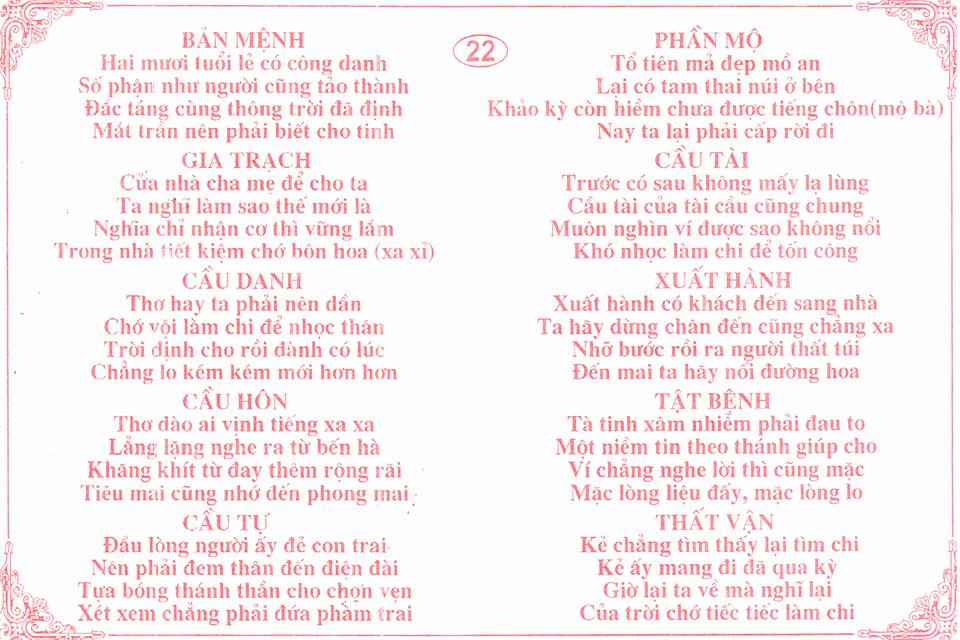 22
BẢN MỆNH
Hai mươi tuổi lẻ có công danh
Số phận như người cũng tảo thành
Đắc táng cùng thông trời đã định
Mắt trần nên phải biết cho tinh
GIA TRẠCH
Cửa nhà cha mẹ để cho ta
Ta nghĩ làm sao thế mới là
Nghĩa chỉ nhận cơ thì vững lắm
Trong nhà tiết kiệm chớ bôn hoa (xa xỉ)
CẦU DANH
Thơ hay ta phải nên dần
Chớ vội làm chi để nhọc thân
Trời định cho rồi đành có lúc
Chẳng lo kém kém mới hơn hơn
CẦU HÔN
Thơ dào ai vịnh tiếng xa xa
Lẳng lặng nghe ra từ bến hà
Khăng khít từ đay thêm rộng rãi
Tiêu mai cũng nhớ đến phong mai
CẦU TỰ
Đầu lòng người ấy đẻ con trai
Nên phải đem thân đến điện đài
Tựa bóng thánh thần cho chọn vẹn
Xét xem chẳng phải đứa phàm trai
PHẦN MỘ
Tổ tiên mả đẹp mồ an
Lại có tam thai núi ở bên
Khảo kỳ còn hiềm chưa được tiếng chôn(mộ bà)
Nay ta lại phải cấp rời đi
CẦU TÀI
Trước có sau không mấy lạ lùng
Cầu tài của tài cầu cũng chung
Muôn nghìn ví được sao không nổi
Khó nhọc làm chi để tốn công
XUẤT HÀNH
Xuất hành có khách đến sang nhà
Ta hãy dừng chân đến cũng chẳng xa
Nhỡ bước rồi ra người thất túi
Đến mai ta hãy nối đường hoa
TẬT BỆNH
Tà tinh xâm nhiểm phải đau to
Một niềm tin theo thánh giúp cho
Ví chẳng nghe lời thì cũng mặc
Mặc lòng liệu đấy, mặc lòng lo
THẤT VẬN
Kẻ chẳng tìm thấy lại tìm chi
Kẻ ấy mang đi đã qua kỳ
Giờ lại ta về mà nghĩ lại
Của trời chớ tiếc tiếc làm chi